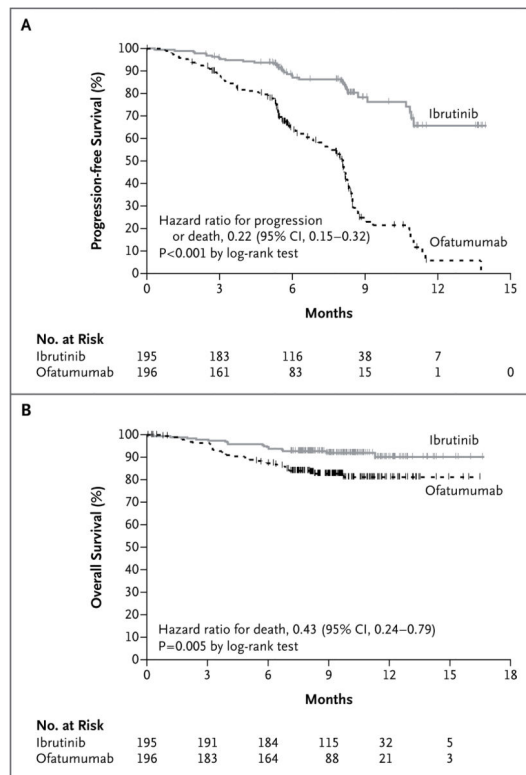 A
100
90
80
70
60
50
40
30
20
10
0
Progression-free Survival (%)
Ibrutinib
Ofatumumab
Hazard ratio for progression
or death, 0.22 (95% CI, 0.15–0.32)
P<0.001 by log-rank test
0 3 6 9 12 15
Months
No. at Risk
Ibrutinib 195 183 116 38 7
Ofatumumab 196 161 83 15 1 0
B
100
90
80
70
60
50
40
30
20
10
0
Overall Survival (%)
Ibrutinib
Ofatumumab
Hazard ratio for death, 0.43 (95% CI, 0.24–0.79)
P=0.005 by log-rank test
0 3 6 9 12 15 18
Months
No. at Risk
Ibrutinib 195 191 184 115 32 5
Ofatumumab 196 183 164 88 21 3